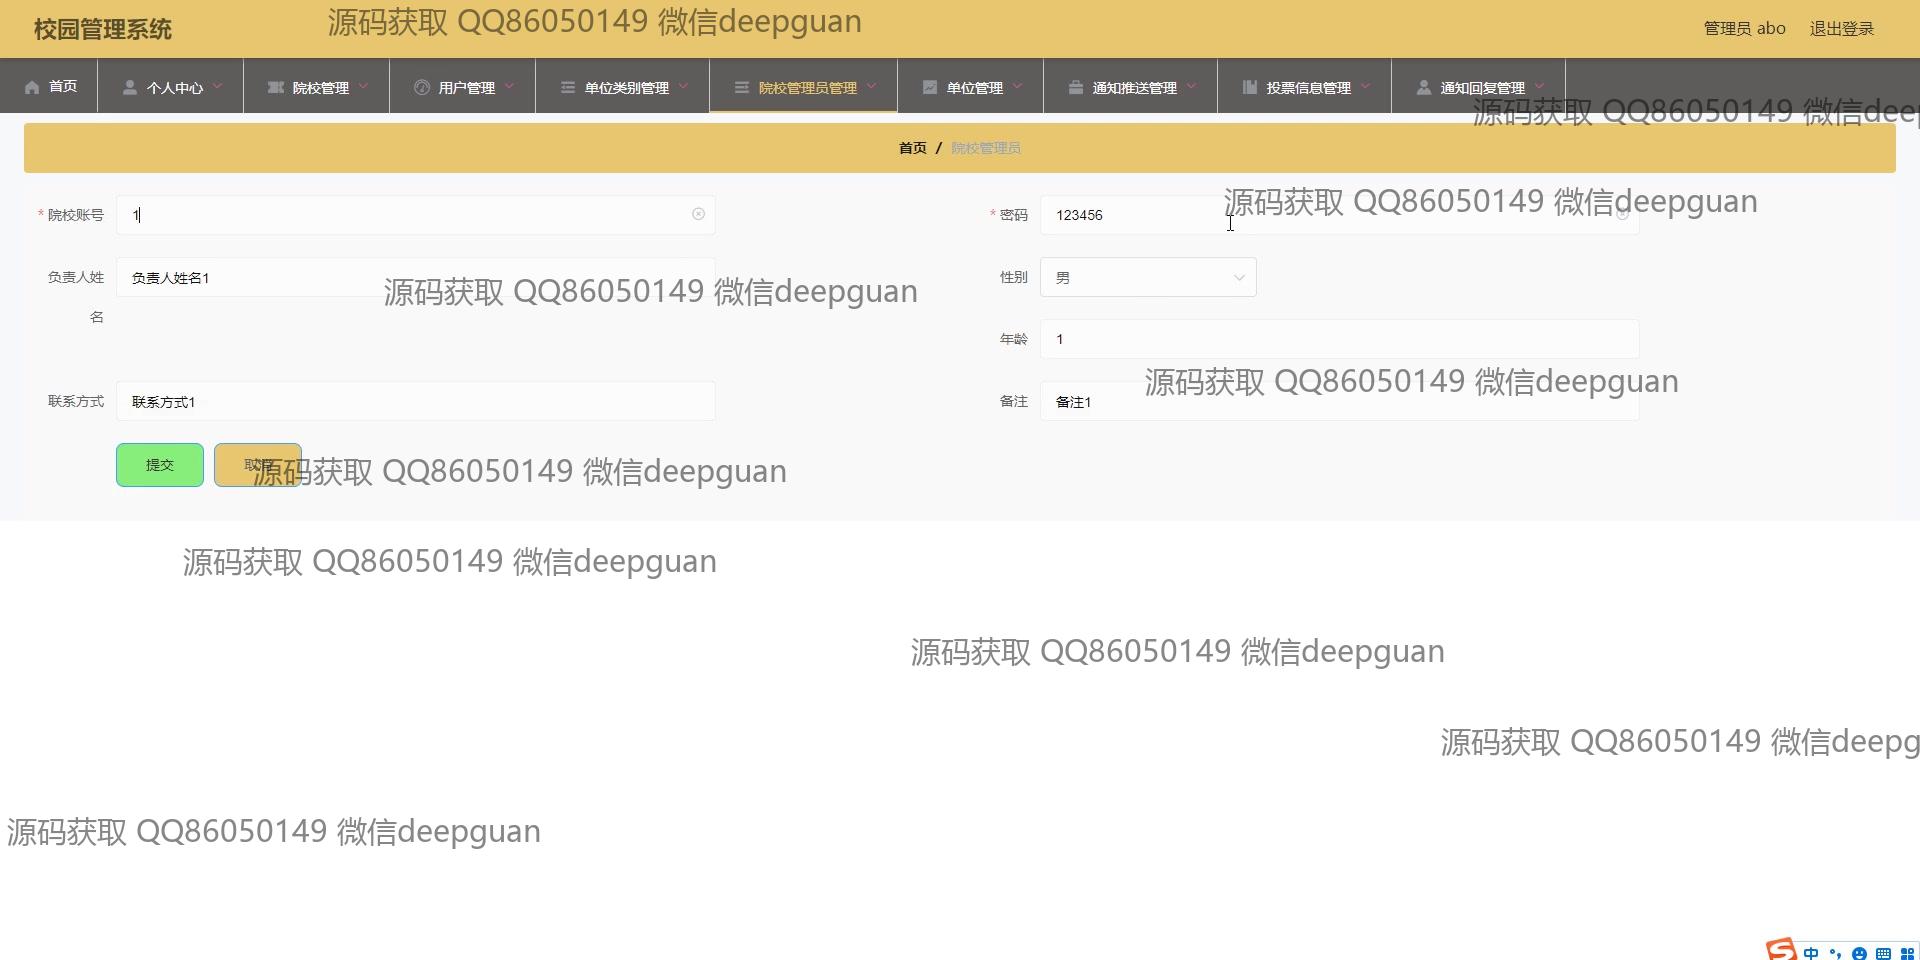 校园管理系统
源码获取 QQ86050149 微信deepguan
管理员 abo 退出登录
首页 个人中心 院校管理 用户管理 单位类别管理 院校管理员管理 单位管理 通知推送管理 投票信息管理 通知回复管理
源码获取 QQ86050149 微信deep
首页 / 院校管理员
源码获取 QQ86050149 微信deepguan
* 院校账号 1
* 密码 123456
负责人姓名 负责人姓名1
源码获取 QQ86050149 微信deepguan
性别 男
年龄 1
源码获取 QQ86050149 微信deepguan
联系方式 联系方式1
备注 备注1
提交 取消
源码获取 QQ86050149 微信deepguan
源码获取 QQ86050149 微信deepguan
源码获取 QQ86050149 微信deepguan
源码获取 QQ86050149 微信deepg
源码获取 QQ86050149 微信deepguan
中